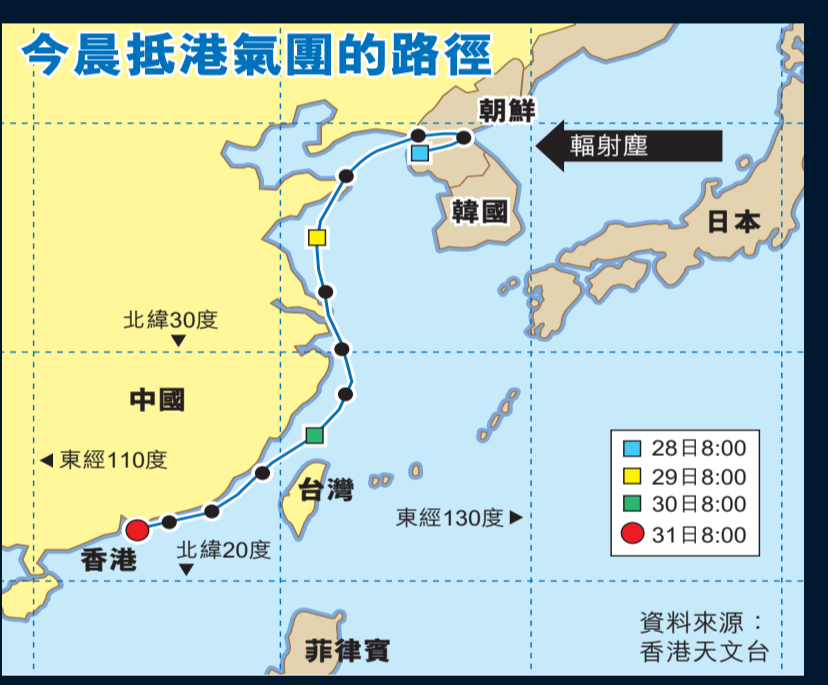 今晨抵港氣團的路徑
朝鮮
輻射塵
韓國
日本
北緯30度
中國
東經110度
28日8:00
29日8:00
30日8:00
31日8:00
台灣
東經130度
香港
北緯20度
資料來源：
香港天文台
菲律賓